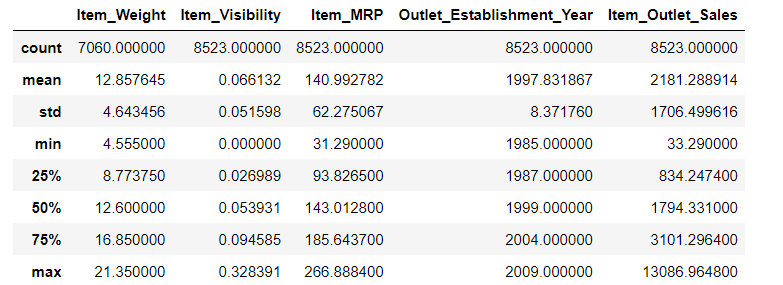 Item_Weight Item_Visibility Item_MRP Outlet_Establishment_Year Item_Outlet_Sales
count 7060.000000 8523.000000 8523.000000 8523.000000 8523.000000
mean 12.857645 0.066132 140.992782 1997.831867 2181.288914
std 4.643456 0.051598 62.275067 8.371760 1706.499616
min 4.555000 0.000000 31.290000 1985.000000 33.290000
25% 8.773750 0.026989 93.826500 1987.000000 834.247400
50% 12.600000 0.053931 143.012800 1999.000000 1794.331000
75% 16.850000 0.094585 185.643700 2004.000000 3101.296400
max 21.350000 0.328391 266.888400 2009.000000 13086.964800